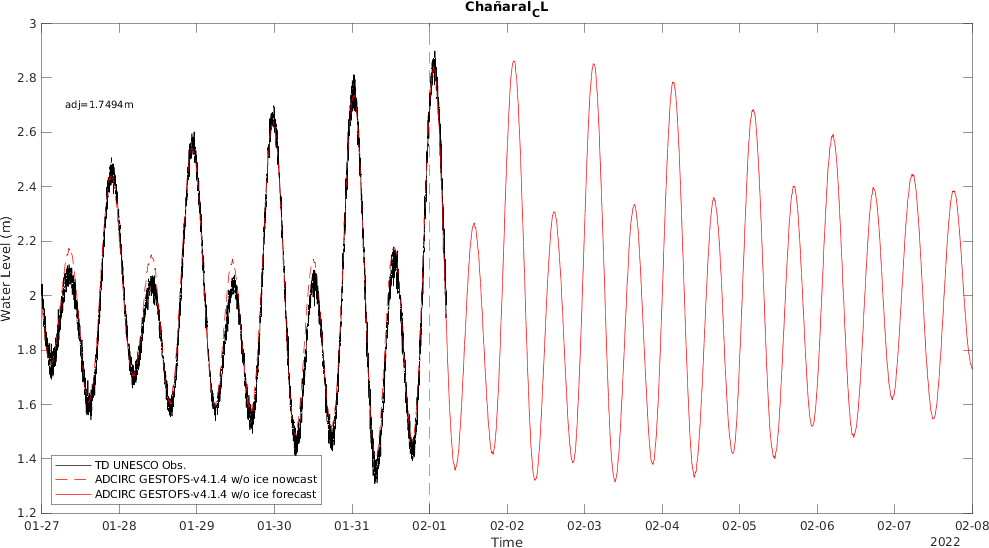 Chañaral_CL
3
2.8
adj=1.7494m
2.6
2.4
2.2
Water Level (m)
2
1.8
1.6
1.4
TD UNESCO Obs.
ADCIRC GESTOFS-v4.1.4 w/o ice nowcast
ADCIRC GESTOFS-v4.1.4 w/o ice forecast
1.2
01-27 01-28 01-29 01-30 01-31 02-01 02-02 02-03 02-04 02-05 02-06 02-07 02-08
Time
2022